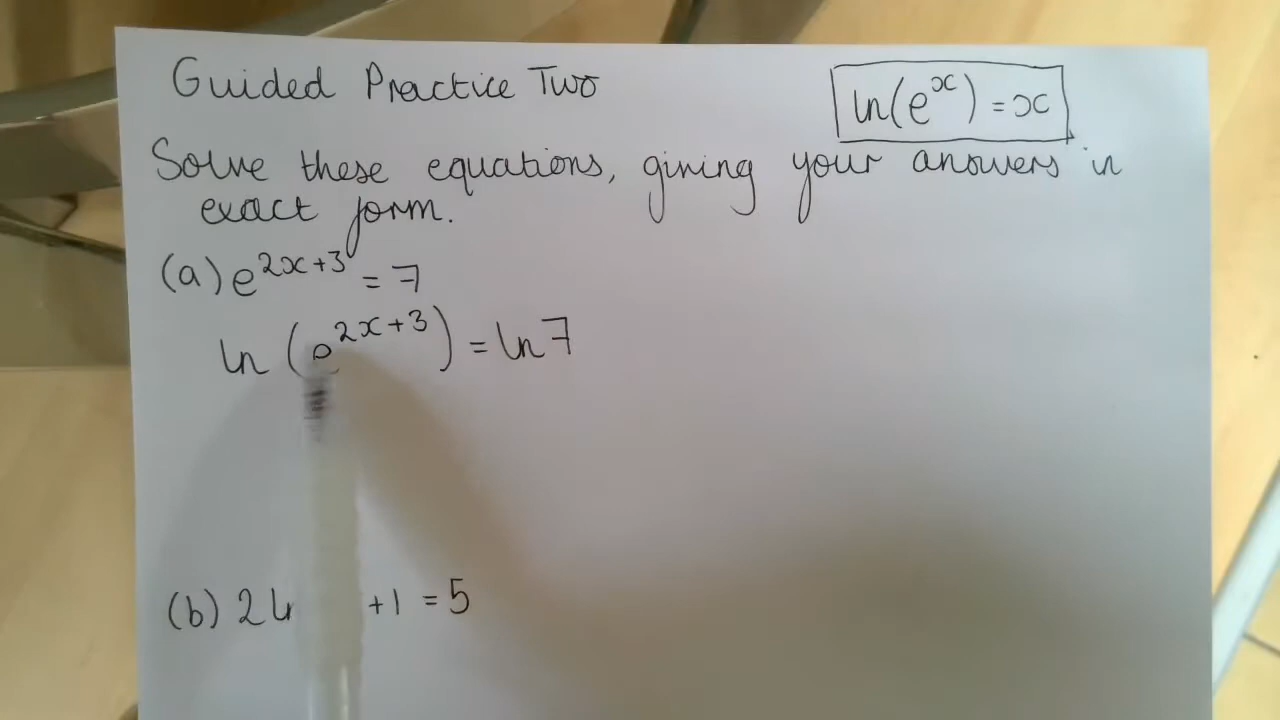 Guided Practice Two
ln(e^x) = x
Solve these equations, giving your answers in
exact form.
(a) e^{2x+3} = 7
ln (e^{2x+3}) = ln 7
(b) 2 +1 = 5